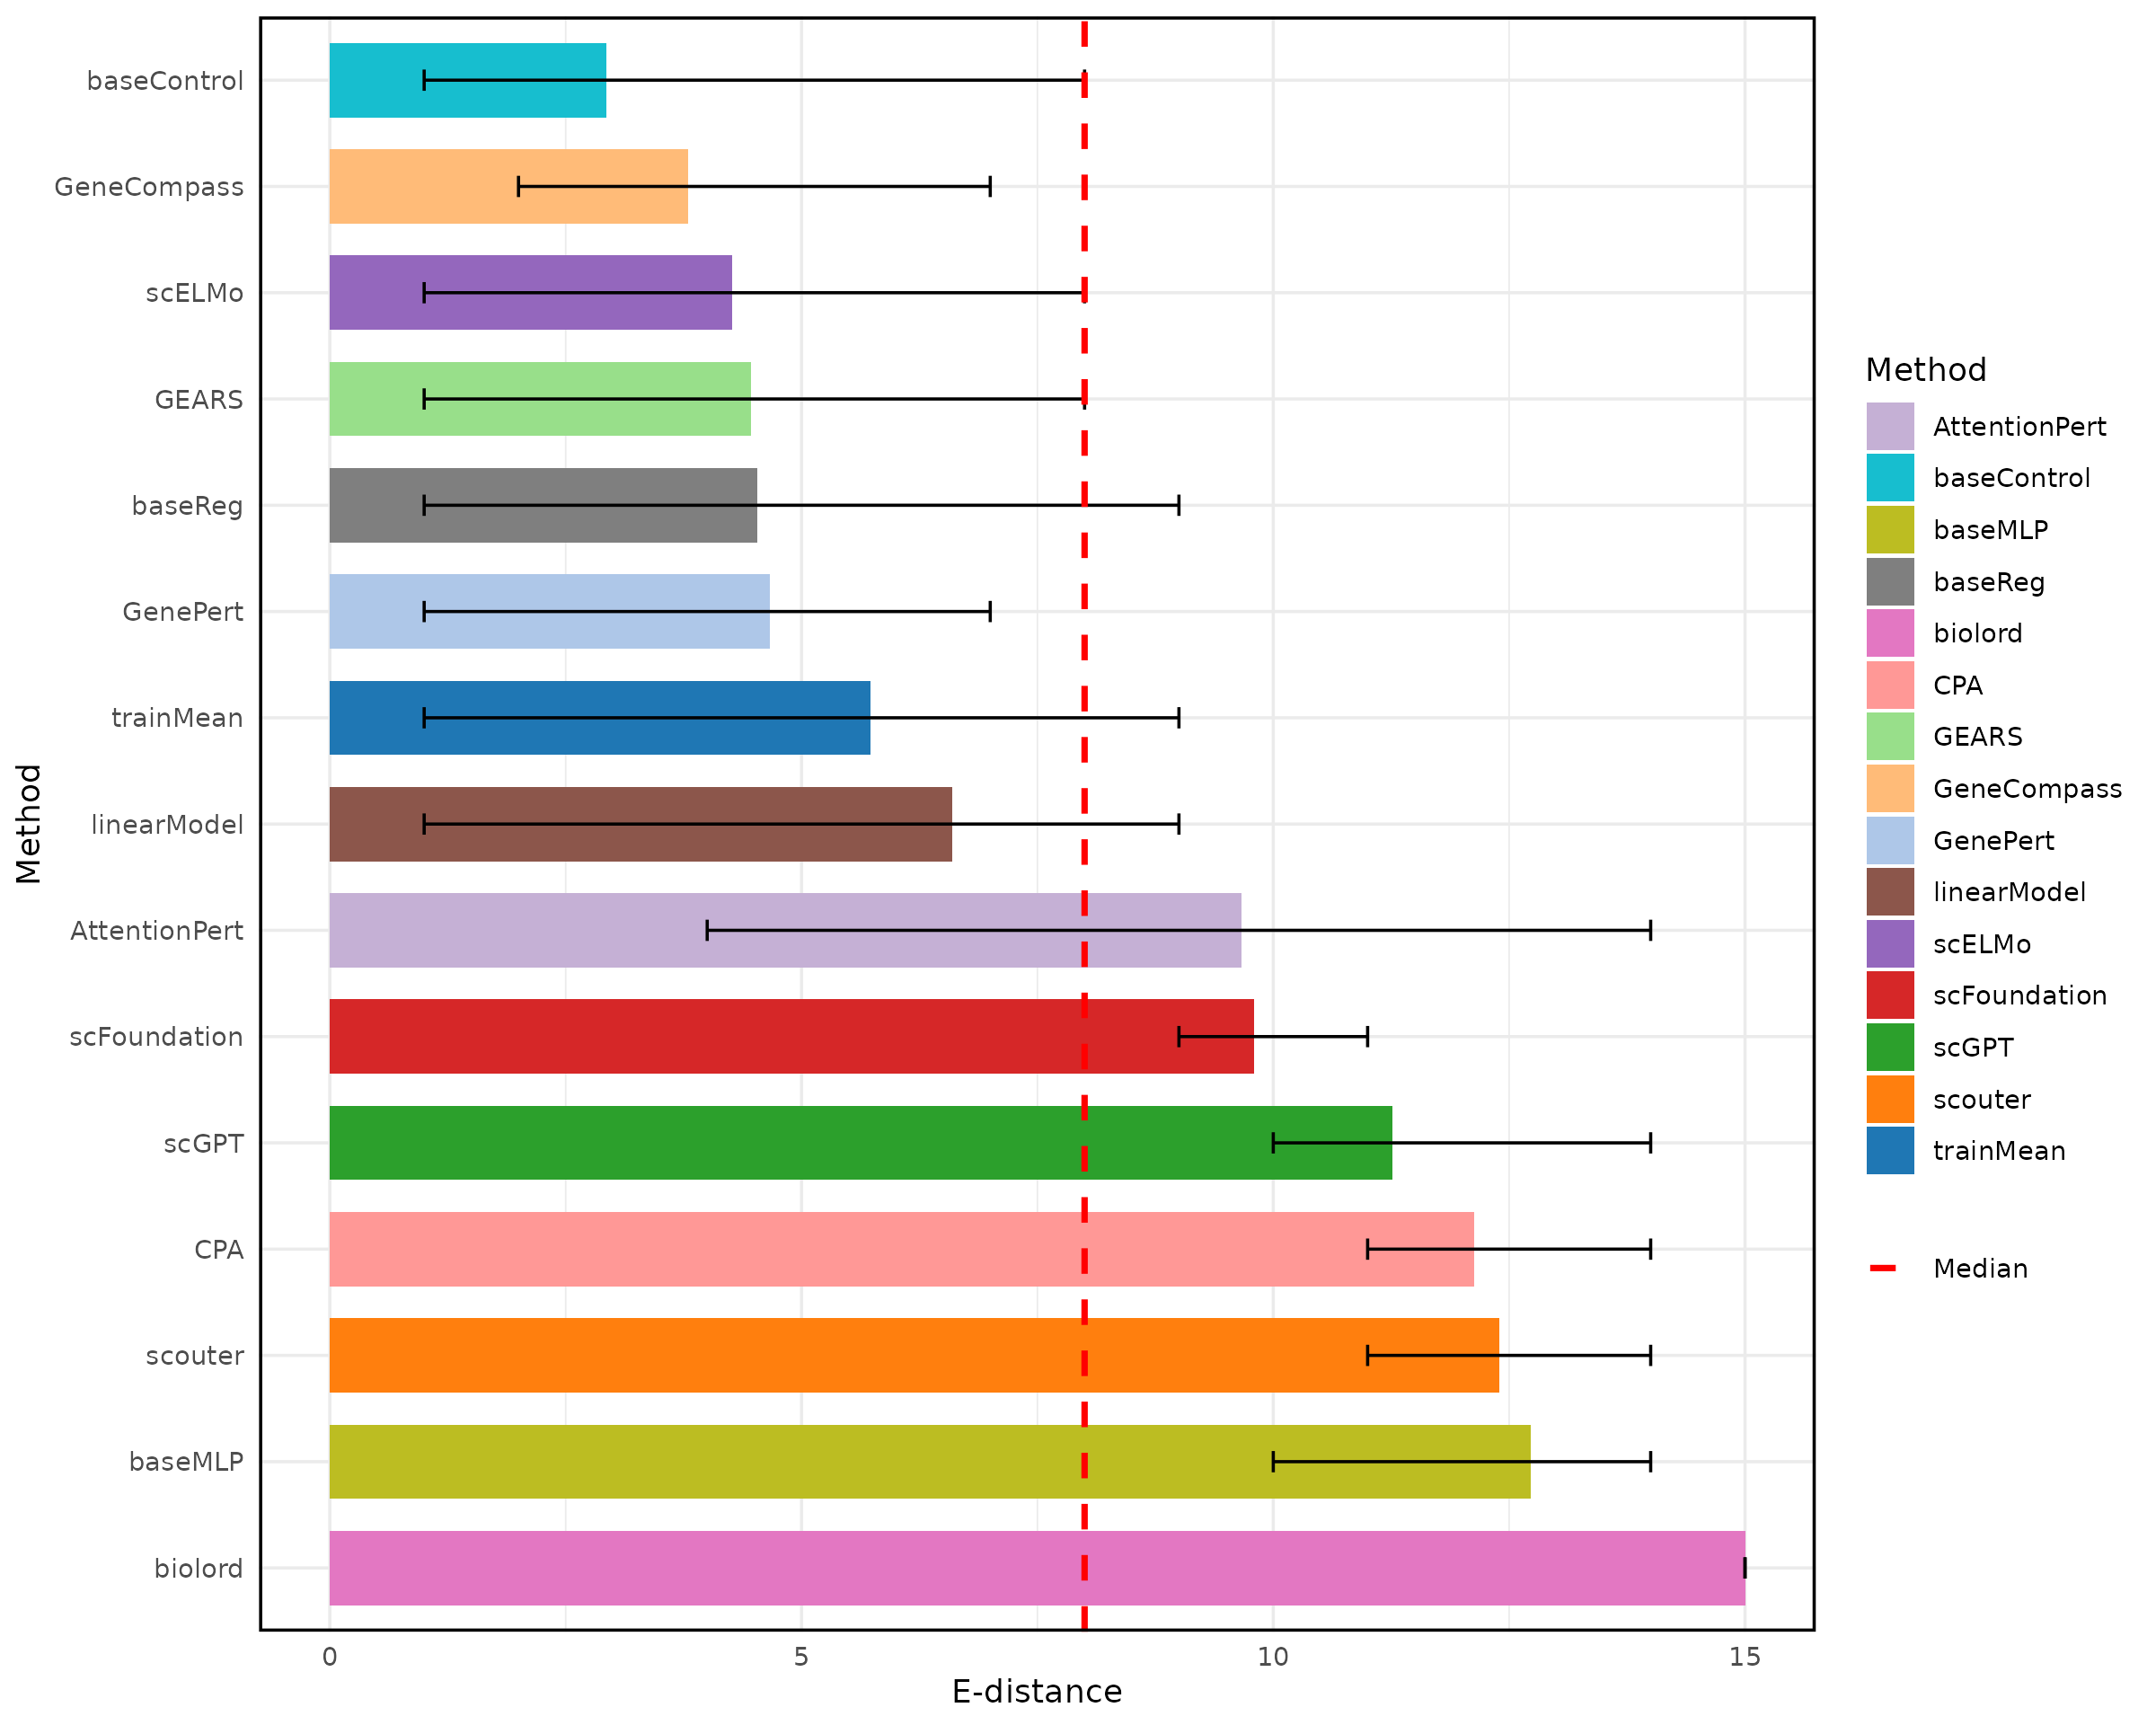 Method
baseControl
GeneCompass
scELMo
GEARS
baseReg
GenePert
trainMean
linearModel
AttentionPert
scFoundation
scGPT
CPA
scouter
baseMLP
biolord
0 5 10 15
E-distance
Method
AttentionPert
baseControl
baseMLP
baseReg
biolord
CPA
GEARS
GeneCompass
GenePert
linearModel
scELMo
scFoundation
scGPT
scouter
trainMean
Median